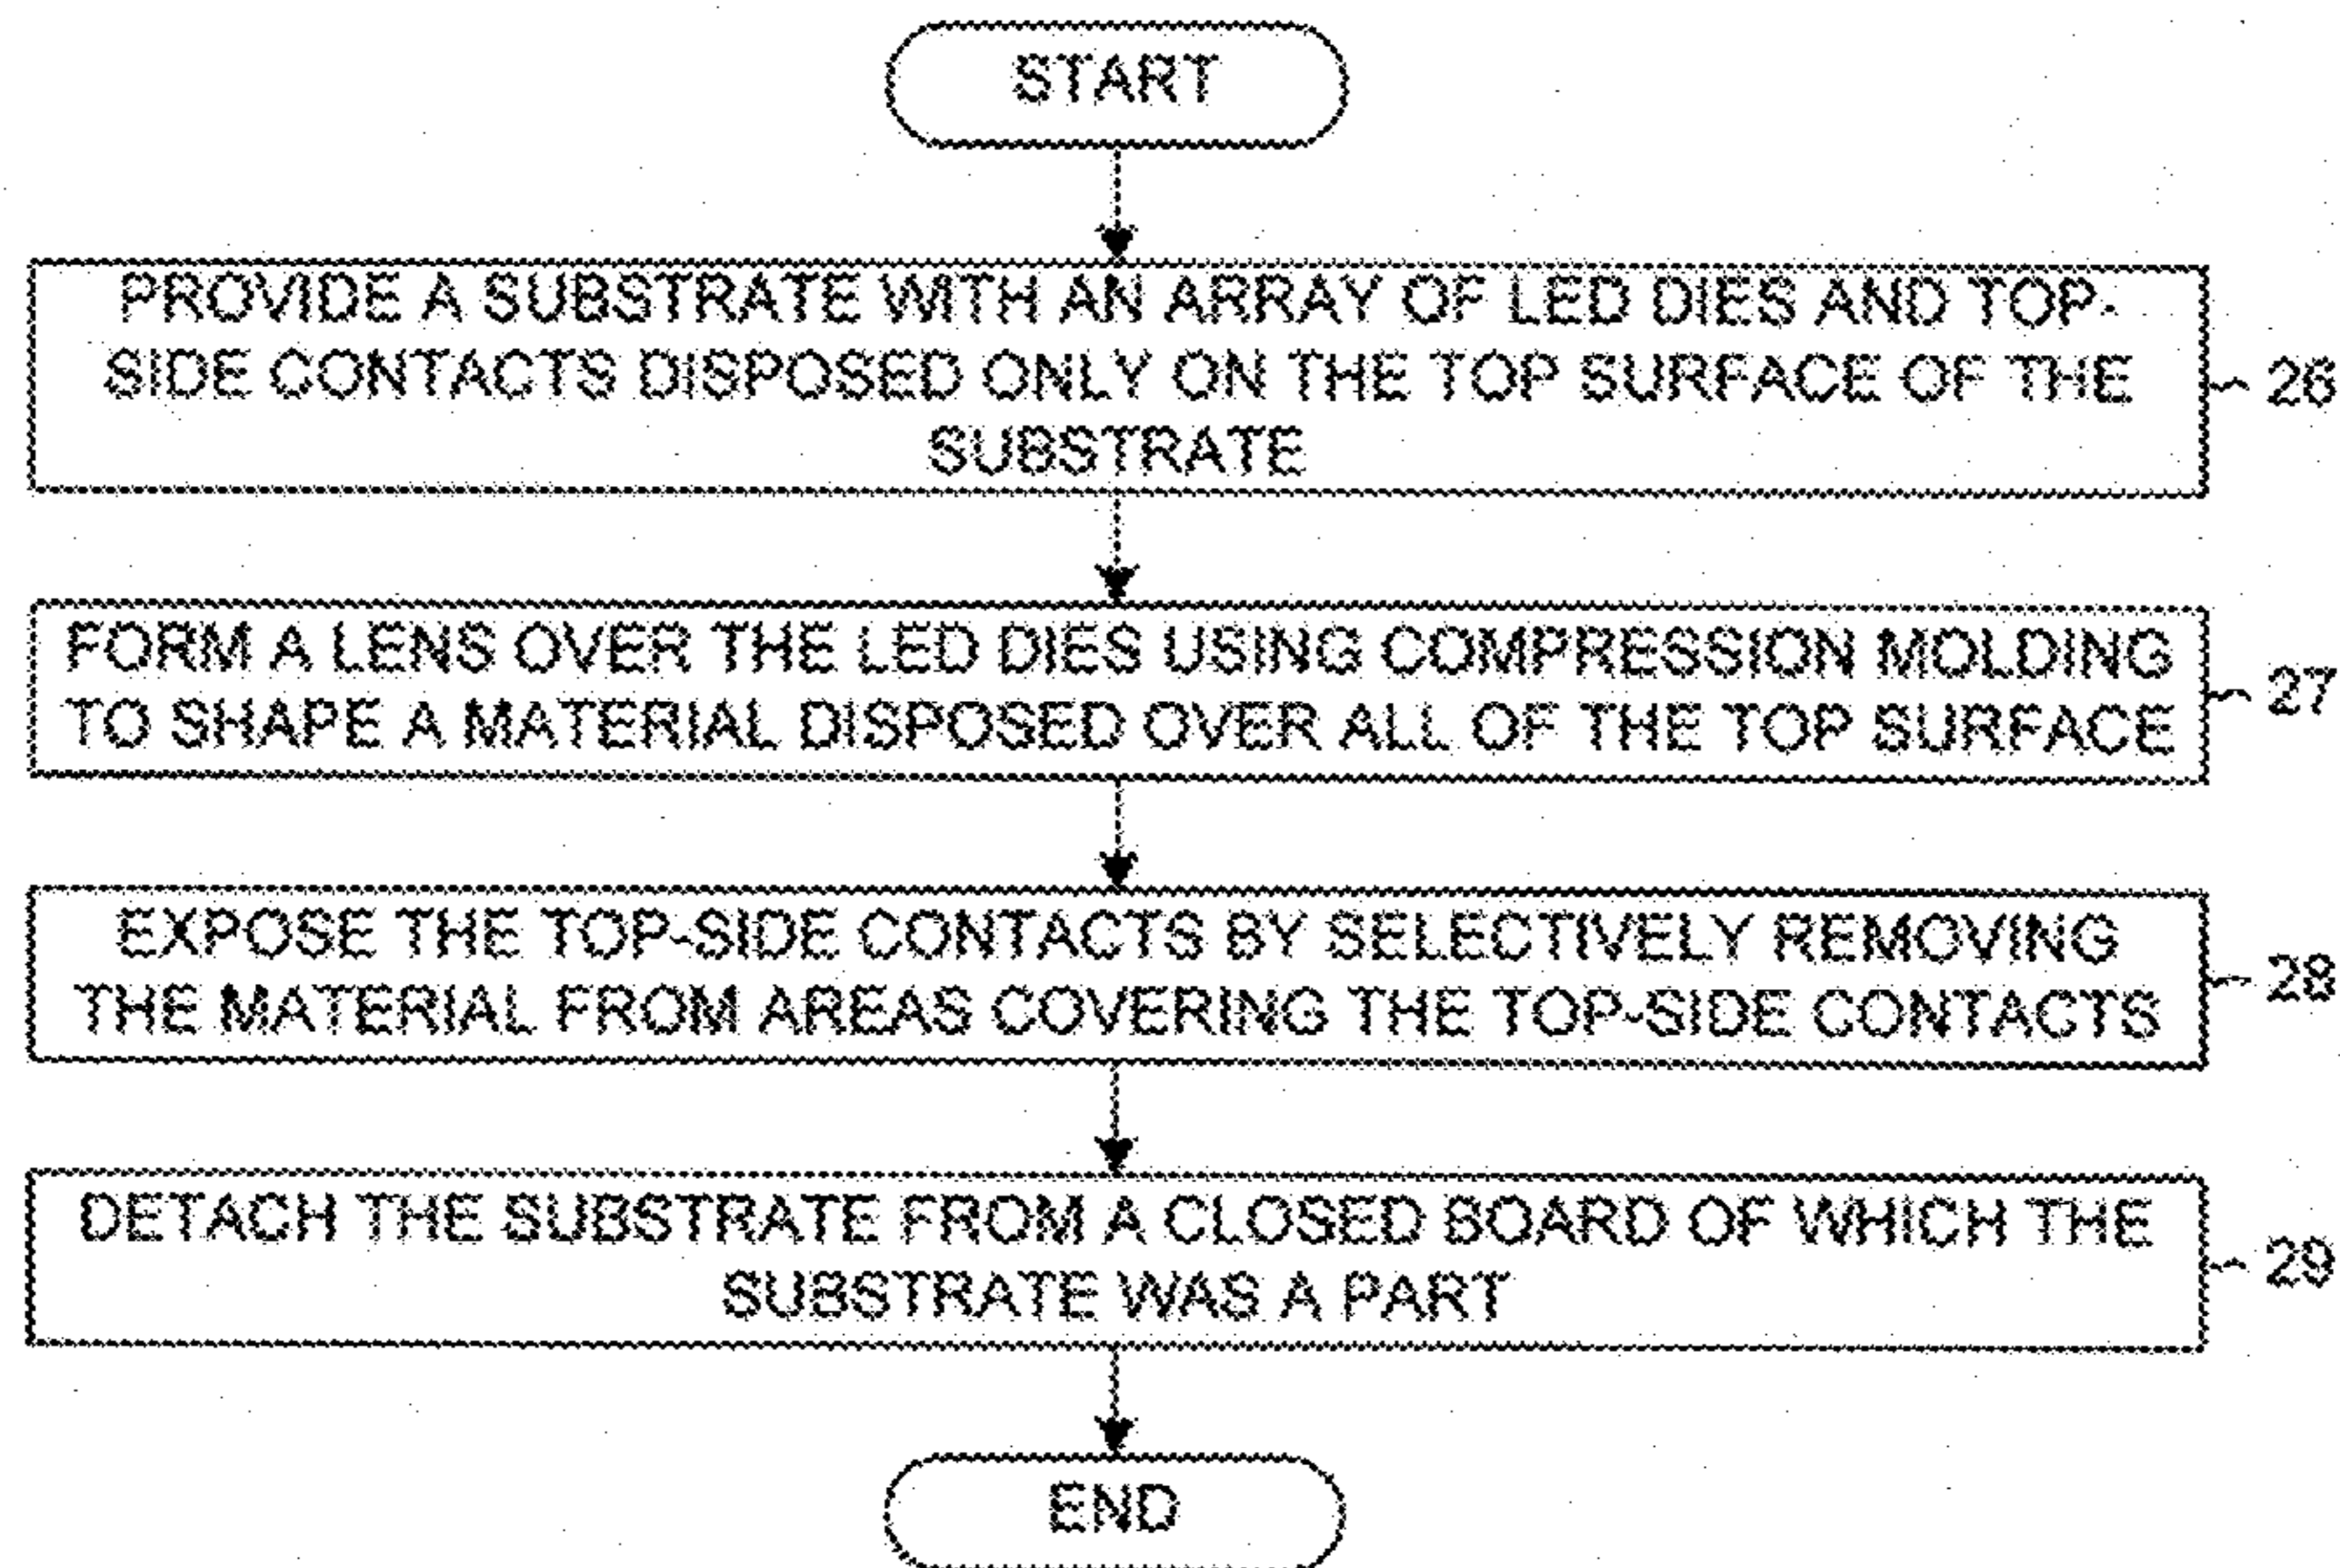 START
PROVIDE A SUBSTRATE WITH AN ARRAY OF LED DIES AND TOP-
SIDE CONTACTS DISPOSED ONLY ON THE TOP SURFACE OF THE
SUBSTRATE
26
FORM A LENS OVER THE LED DIES USING COMPRESSION MOLDING
TO SHAPE A MATERIAL DISPOSED OVER ALL OF THE TOP SURFACE
27
EXPOSE THE TOP-SIDE CONTACTS BY SELECTIVELY REMOVING
THE MATERIAL FROM AREAS COVERING THE TOP-SIDE CONTACTS
28
DETACH THE SUBSTRATE FROM A CLOSED BOARD OF WHICH THE
SUBSTRATE WAS A PART
29
END